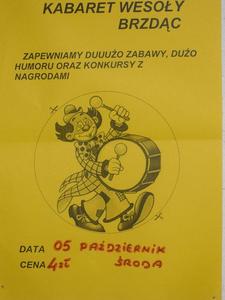 KABARET WESOŁY
BRZDĄC
ZAPEWNIAMY DUUUŻO ZABAWY, DUŻO
HUMORU ORAZ KONKURSY Z
NAGRODAMI
DATA 05 PAŹDZIERNIK
CENA 4zł ŚRODA